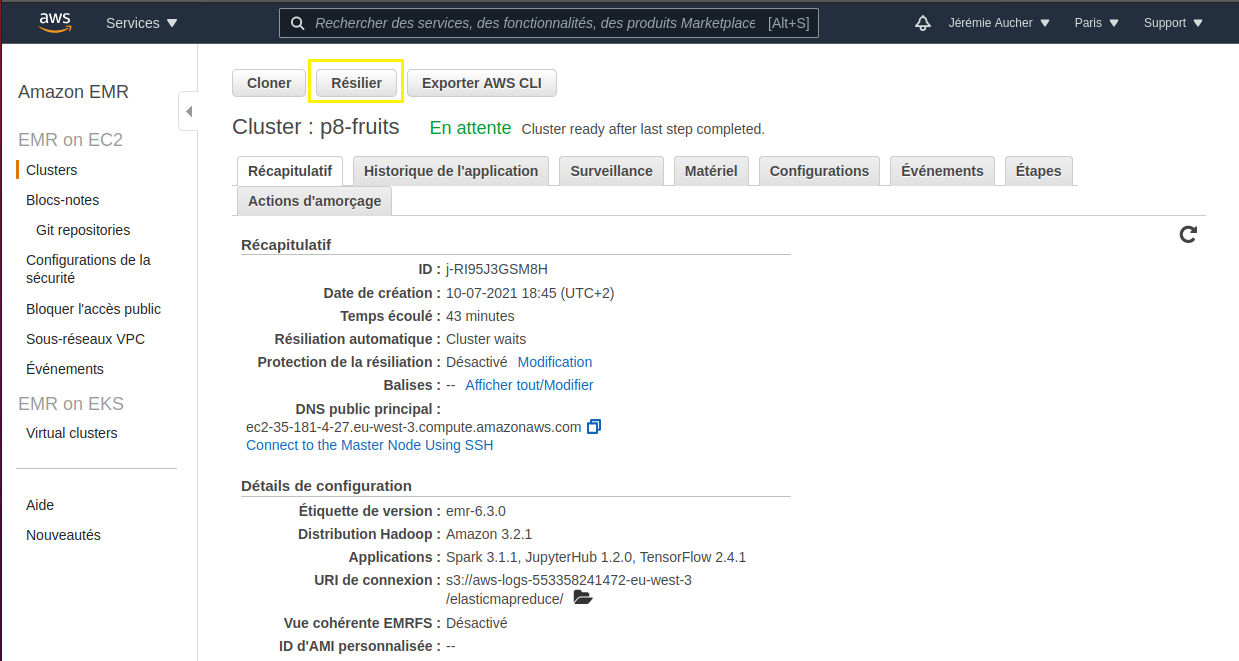 aws
Services
Rechercher des services, des fonctionnalités, des produits Marketplace [Alt+S]
Jérémie Aucher
Paris
Support
Amazon EMR
EMR on EC2
Clusters
Blocs-notes
Git repositories
Configurations de la
sécurité
Bloquer l'accès public
Sous-réseaux VPC
Événements
EMR on EKS
Virtual clusters
Aide
Nouveautés
Cloner Résilier Exporter AWS CLI
Cluster : p8-fruits En attente Cluster ready after last step completed.
Récapitulatif Historique de l'application Surveillance Matériel Configurations Événements Étapes
Actions d'amorçage
Récapitulatif
ID : j-RI95J3GSM8H
Date de création : 10-07-2021 18:45 (UTC+2)
Temps écoulé : 43 minutes
Résiliation automatique : Cluster waits
Protection de la résiliation : Désactivé Modification
Balises : -- Afficher tout/Modifier
DNS public principal :
ec2-35-181-4-27.eu-west-3.compute.amazonaws.com
Connect to the Master Node Using SSH
Détails de configuration
Étiquette de version : emr-6.3.0
Distribution Hadoop : Amazon 3.2.1
Applications : Spark 3.1.1, JupyterHub 1.2.0, TensorFlow 2.4.1
URI de connexion : s3://aws-logs-553358241472-eu-west-3
/elasticmapreduce/
Vue cohérente EMRFS : Désactivé
ID d'AMI personnalisée : --